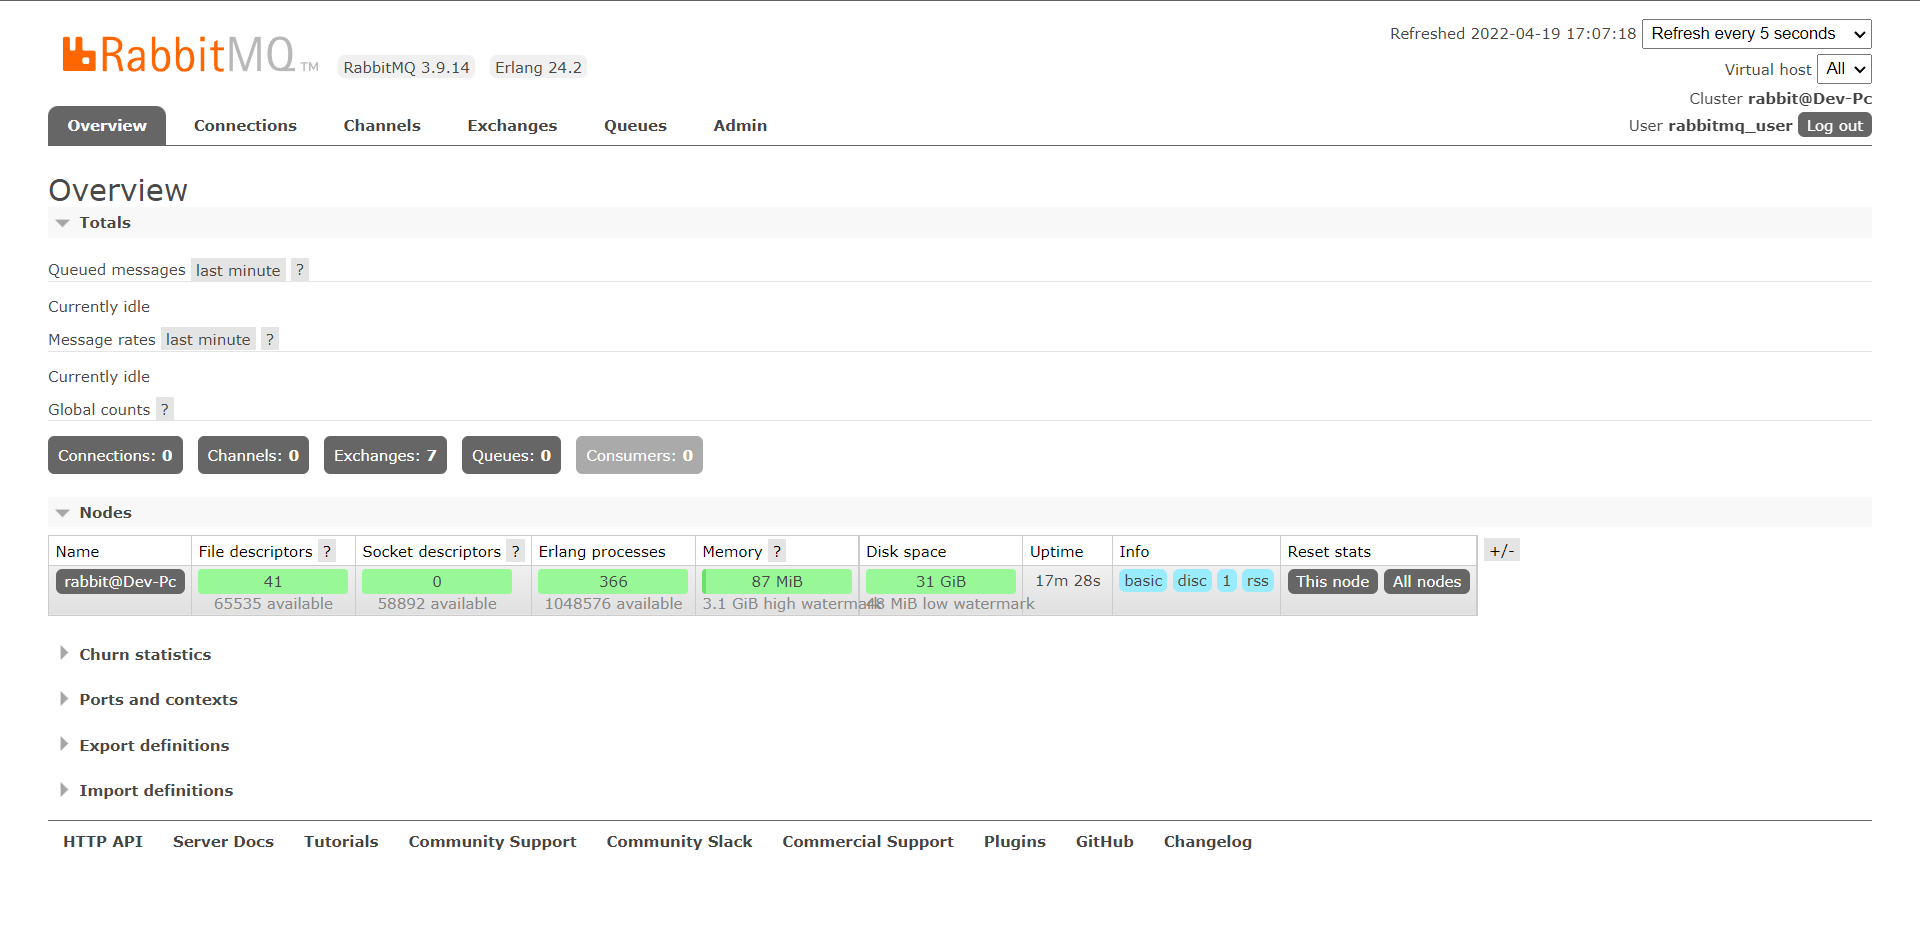 RabbitMQ TM RabbitMQ 3.9.14 Erlang 24.2
Refreshed 2022-04-19 17:07:18 Refresh every 5 seconds
Virtual host All
Cluster rabbit@Dev-Pc
User rabbitmq_user Log out
Overview Connections Channels Exchanges Queues Admin
Overview
Totals
Queued messages last minute ?
Currently idle
Message rates last minute ?
Currently idle
Global counts ?
Connections: 0 Channels: 0 Exchanges: 7 Queues: 0 Consumers: 0
Nodes
Name File descriptors ? Socket descriptors ? Erlang processes Memory ? Disk space Uptime Info Reset stats +/-
rabbit@Dev-Pc 41 0 366 87 MiB 31 GiB 17m 28s basic disc 1 rss This node All nodes
65535 available 58892 available 1048576 available 3.1 GiB high watermark 48 MiB low watermark
Churn statistics
Ports and contexts
Export definitions
Import definitions
HTTP API Server Docs Tutorials Community Support Community Slack Commercial Support Plugins GitHub Changelog